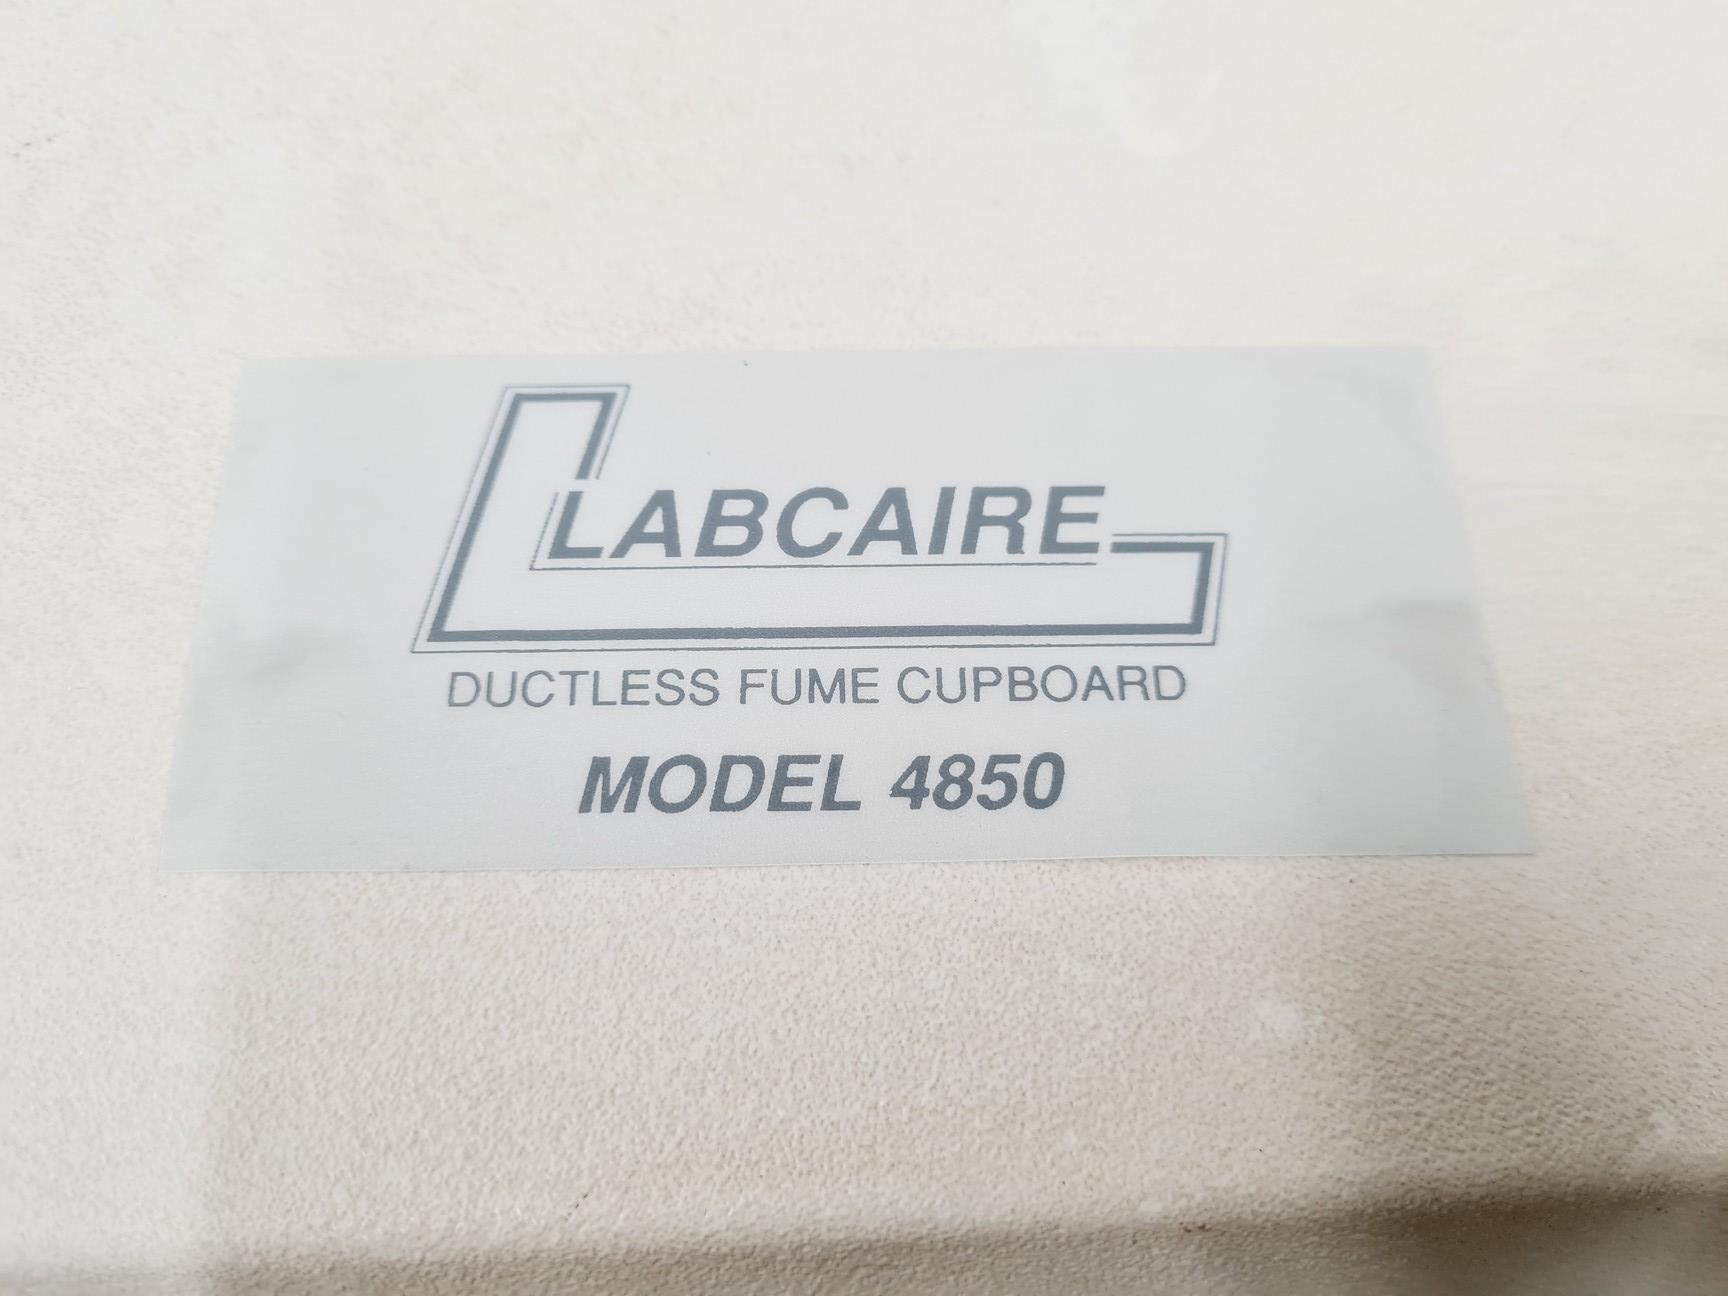 LABCAIRE
DUCTLESS FUME CUPBOARD
MODEL 4850